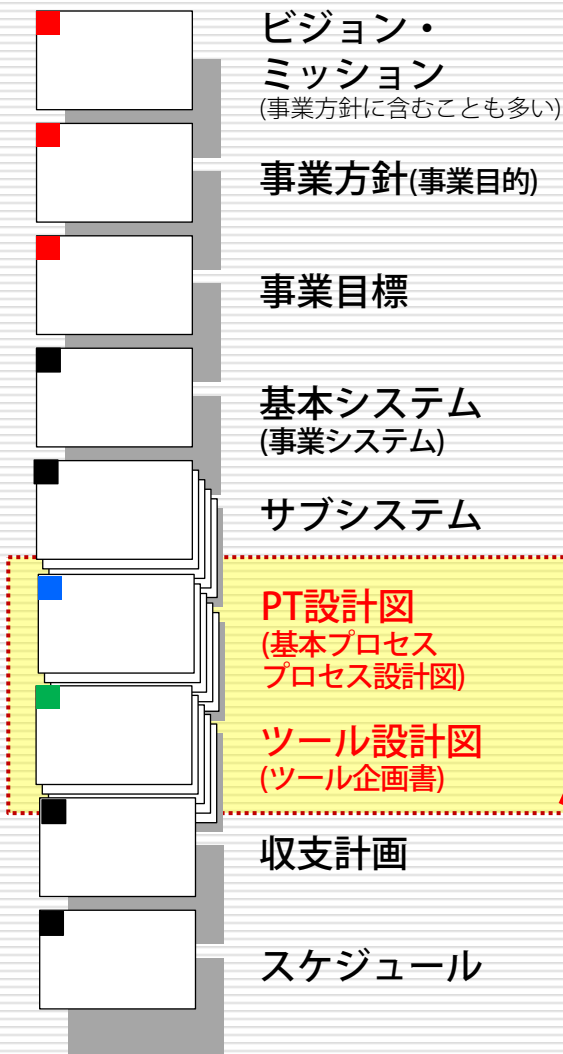 ビジョン・
ミッション
(事業方針に含むことも多い)
事業方針(事業目的)
事業目標
基本システム
(事業システム)
サブシステム
PT設計図
(基本プロセス
プロセス設計図)
ツール設計図
(ツール企画書)
収支計画
スケジュール